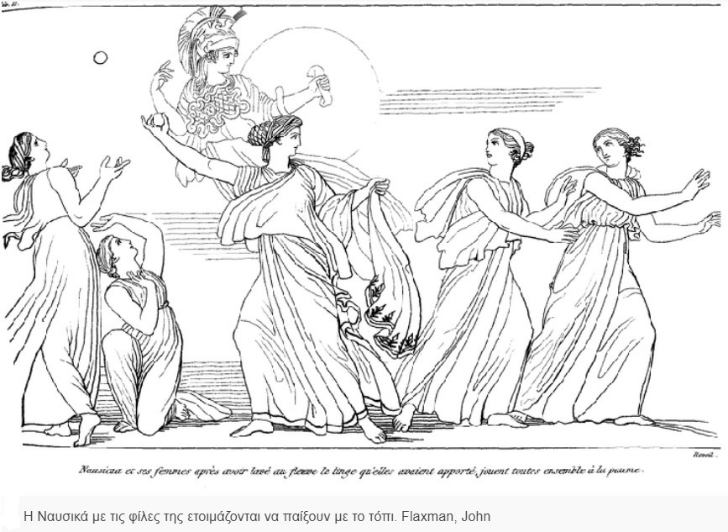 Nausicaa et ses femmes après avoir lavé au fleuve le linge qu'elles avaient apporté, jouent toutes ensemble à la paume.
Η Ναυσικά με τις φίλες της ετοιμάζονται να παίξουν με το τόπι. Flaxman, John